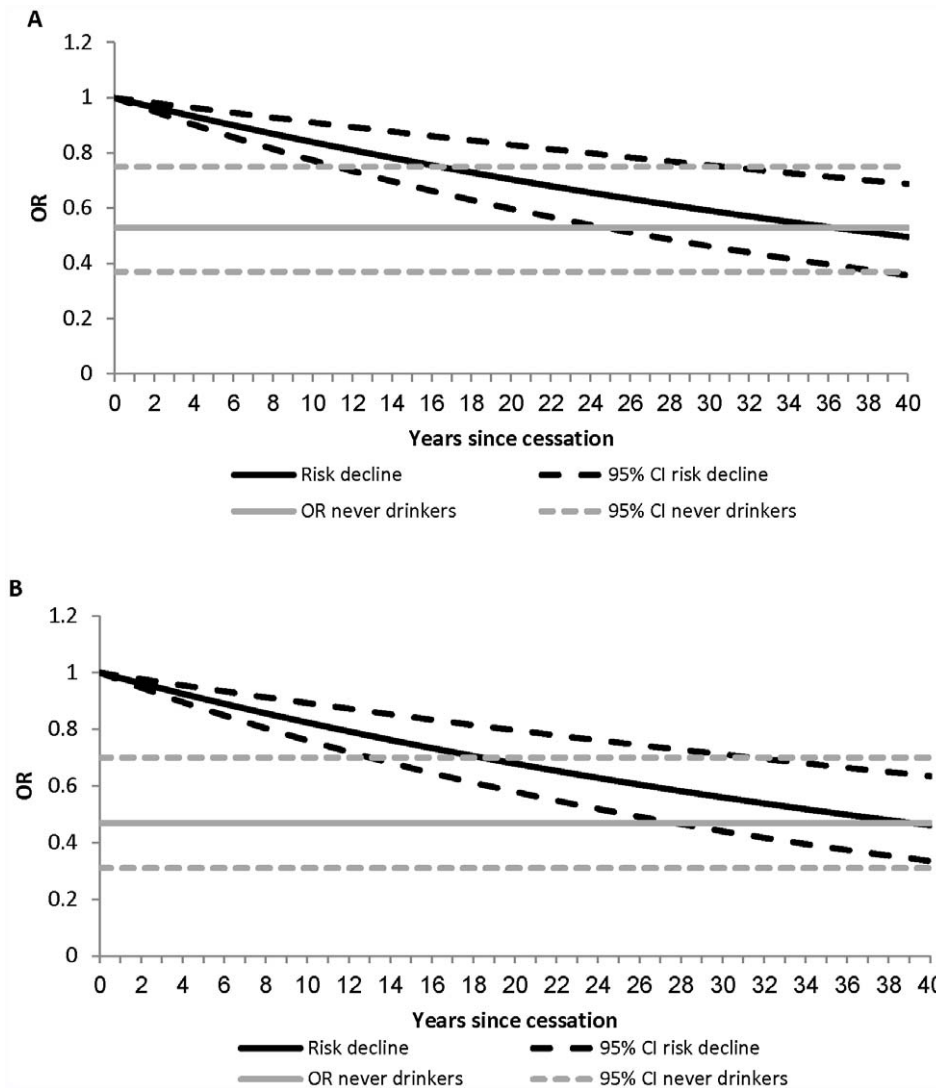 A
1.2
1
0.8
0.6
0.4
0.2
0
OR
0 2 4 6 8 10 12 14 16 18 20 22 24 26 28 30 32 34 36 38 40
Years since cessation
Risk decline 95% CI risk decline
OR never drinkers 95% CI never drinkers
B
1.2
1
0.8
0.6
0.4
0.2
0
OR
0 2 4 6 8 10 12 14 16 18 20 22 24 26 28 30 32 34 36 38 40
Years since cessation
Risk decline 95% CI risk decline
OR never drinkers 95% CI never drinkers